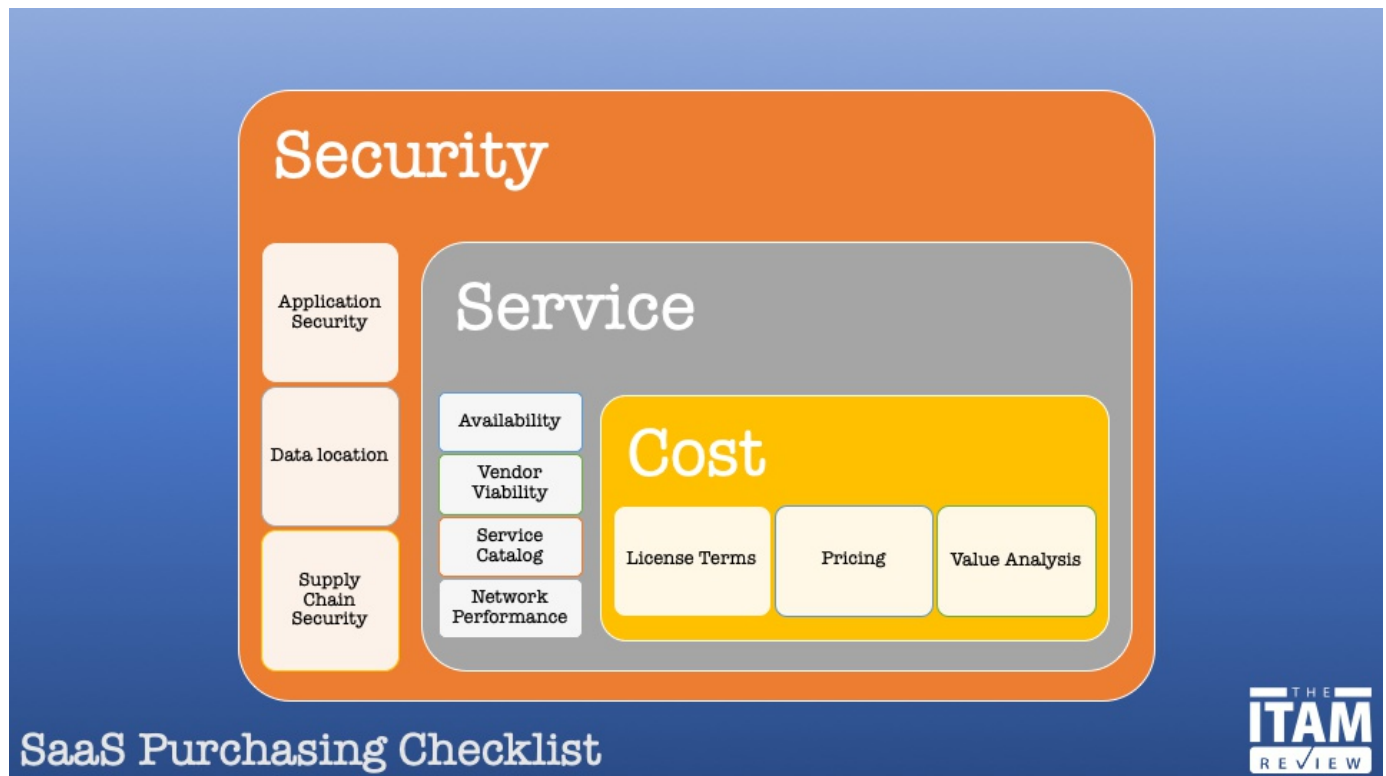 Security
Application
Security
Data location
Supply
Chain
Security
Service
Availability
Vendor
Viability
Service
Catalog
Network
Performance
Cost
License Terms
Pricing
Value Analysis
SaaS Purchasing Checklist
THE
ITAM
REVIEW